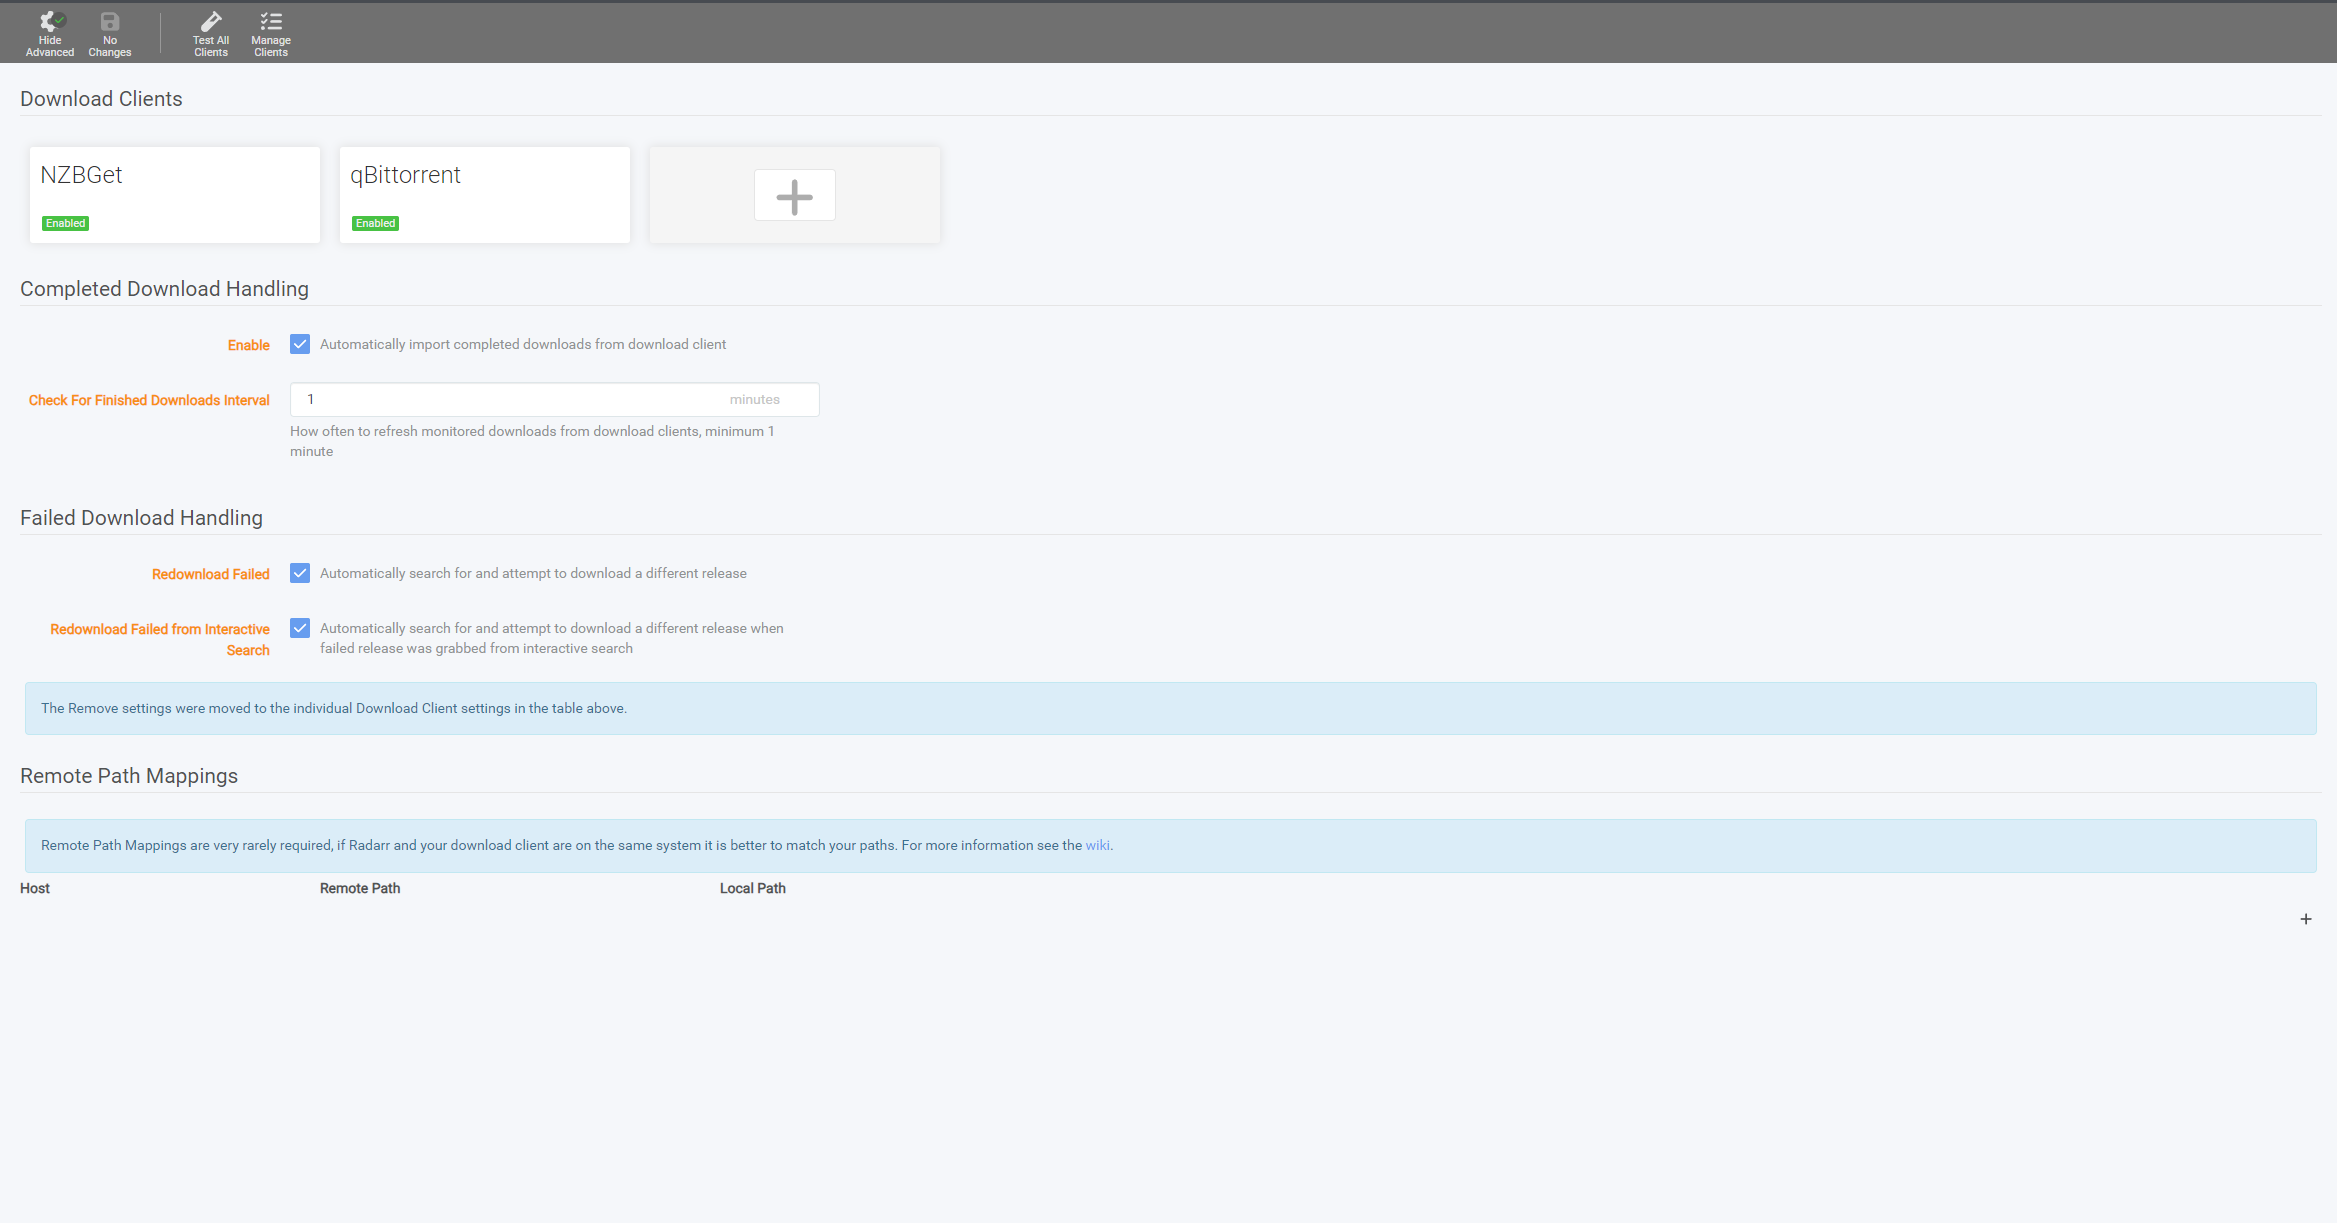 Hide
Advanced
No
Changes
Test All
Clients
Manage
Clients
Download Clients
NZBGet
Enabled
qBittorrent
Enabled
Completed Download Handling
Enable
Automatically import completed downloads from download client
Check For Finished Downloads Interval
1
minutes
How often to refresh monitored downloads from download clients, minimum 1
minute
Failed Download Handling
Redownload Failed
Automatically search for and attempt to download a different release
Redownload Failed from Interactive
Search
Automatically search for and attempt to download a different release when
failed release was grabbed from interactive search
The Remove settings were moved to the individual Download Client settings in the table above.
Remote Path Mappings
Remote Path Mappings are very rarely required, if Radarr and your download client are on the same system it is better to match your paths. For more information see the wiki.
Host Remote Path Local Path